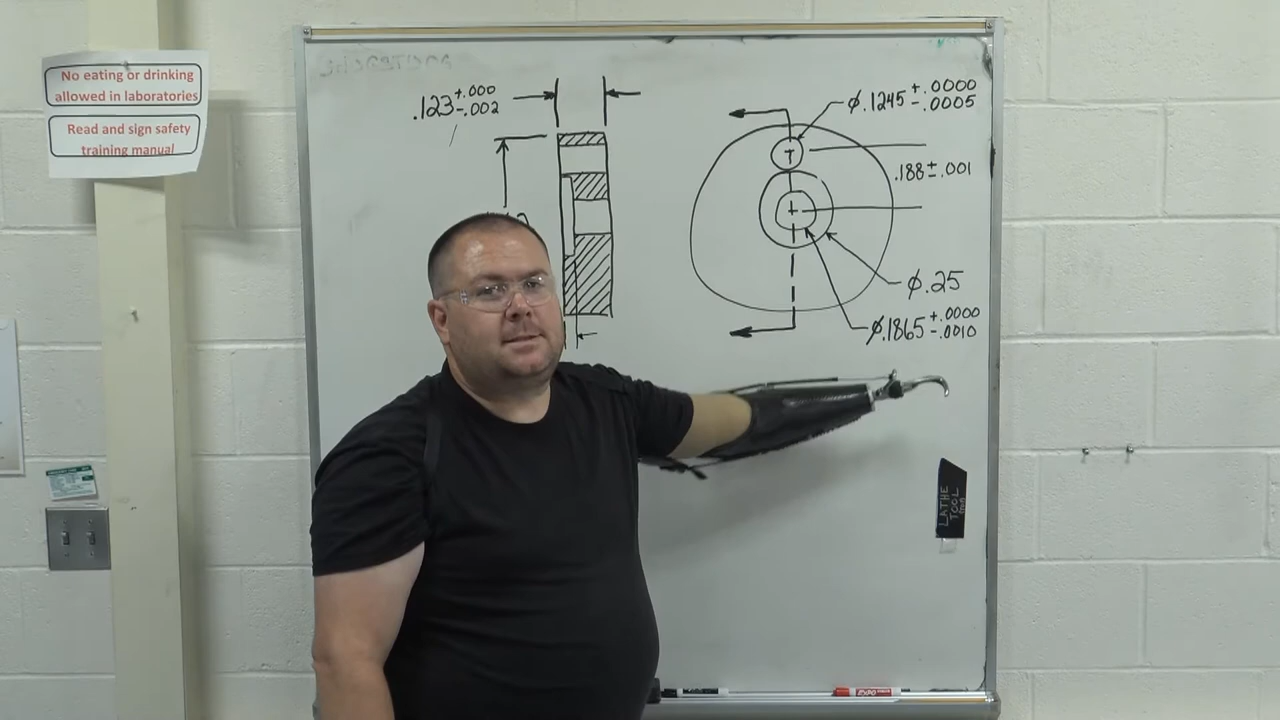 No eating or drinking
allowed in laboratories
Read and sign safety
training manual
.123 +.000
-.002
⌀.1245 +.0000
-.0005
.188±.001
⌀.25
⌀.1865 +.0000
-.0010
LATHE
TOOL
EXPO